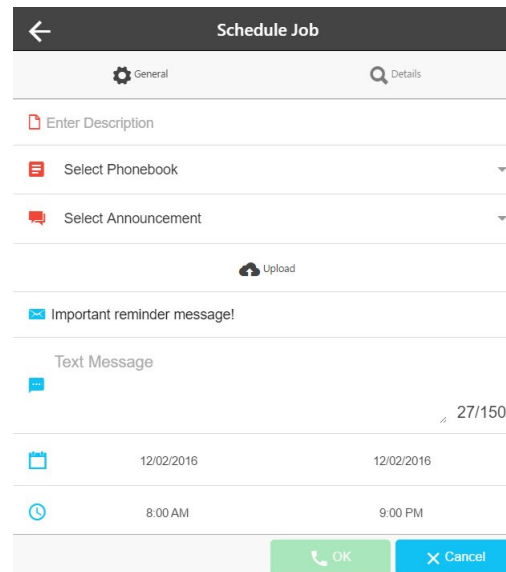 Schedule Job
General
Details
Enter Description
Select Phonebook
Select Announcement
Upload
Important reminder message!
Text Message
27/150
12/02/2016
12/02/2016
8:00 AM
9:00 PM
OK
Cancel